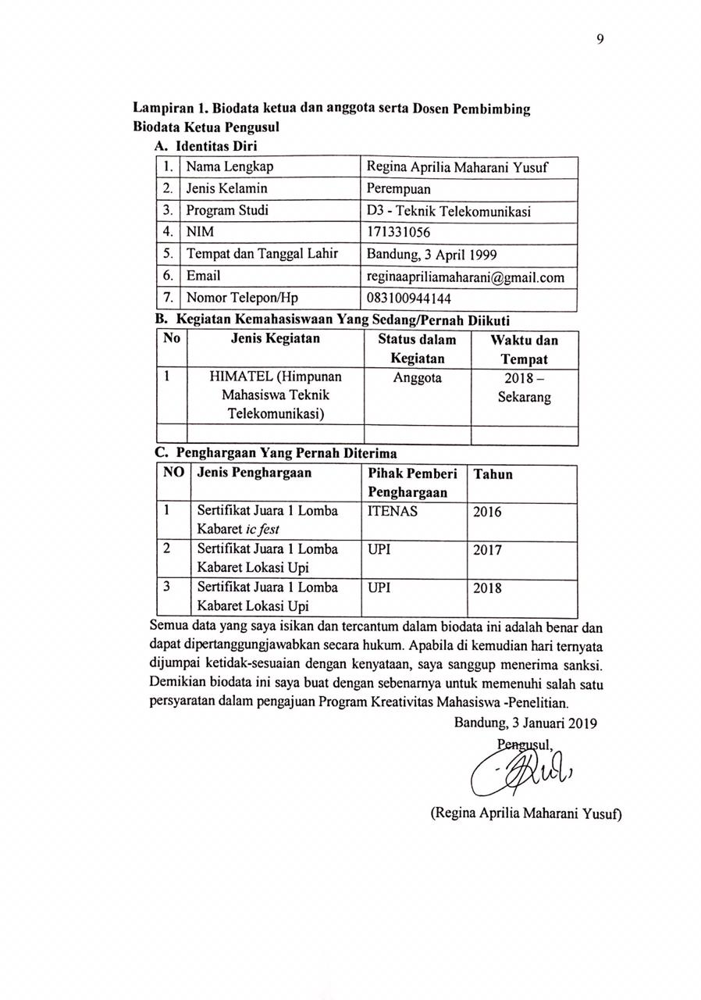 9
Lampiran 1. Biodata ketua dan anggota serta Dosen Pembimbing
Biodata Ketua Pengusul
A. Identitas Diri
1. Nama Lengkap Regina Aprilia Maharani Yusuf
2. Jenis Kelamin Perempuan
3. Program Studi D3 - Teknik Telekomunikasi
4. NIM 171331056
5. Tempat dan Tanggal Lahir Bandung, 3 April 1999
6. Email reginaapriliamaharani@gmail.com
7. Nomor Telepon/Hp 083100944144
B. Kegiatan Kemahasiswaan Yang Sedang/Pernah Diikuti
No Jenis Kegiatan Status dalam Waktu dan
Kegiatan Tempat
1 HIMATEL (Himpunan Anggota 2018 –
Mahasiswa Teknik Sekarang
Telekomunikasi)
C. Penghargaan Yang Pernah Diterima
NO Jenis Penghargaan Pihak Pemberi Tahun
Penghargaan
1 Sertifikat Juara 1 Lomba ITENAS 2016
Kabaret ic fest
2 Sertifikat Juara 1 Lomba UPI 2017
Kabaret Lokasi Upi
3 Sertifikat Juara 1 Lomba UPI 2018
Kabaret Lokasi Upi
Semua data yang saya isikan dan tercantum dalam biodata ini adalah benar dan
dapat dipertanggungjawabkan secara hukum. Apabila di kemudian hari ternyata
dijumpai ketidak-sesuaian dengan kenyataan, saya sanggup menerima sanksi.
Demikian biodata ini saya buat dengan sebenarnya untuk memenuhi salah satu
persyaratan dalam pengajuan Program Kreativitas Mahasiswa -Penelitian.
Bandung, 3 Januari 2019
Pengusul,
(Regina Aprilia Maharani Yusuf)